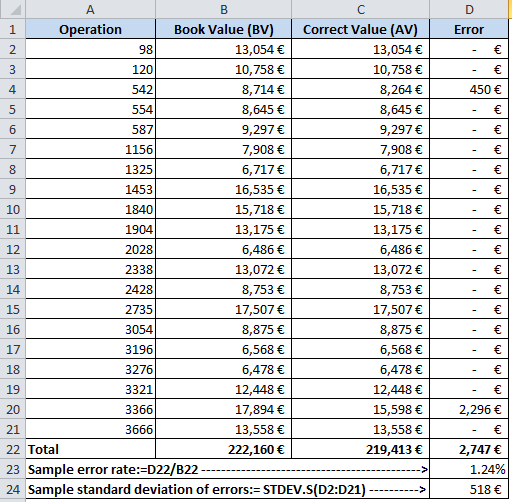 A B C D
1 Operation Book Value (BV) Correct Value (AV) Error
2 98 13,054 € 13,054 € - €
3 120 10,758 € 10,758 € - €
4 542 8,714 € 8,264 € 450 €
5 554 8,645 € 8,645 € - €
6 587 9,297 € 9,297 € - €
7 1156 7,908 € 7,908 € - €
8 1325 6,717 € 6,717 € - €
9 1453 16,535 € 16,535 € - €
10 1840 15,718 € 15,718 € - €
11 1904 13,175 € 13,175 € - €
12 2028 6,486 € 6,486 € - €
13 2338 13,072 € 13,072 € - €
14 2428 8,753 € 8,753 € - €
15 2735 17,507 € 17,507 € - €
16 3054 8,875 € 8,875 € - €
17 3196 6,568 € 6,568 € - €
18 3276 6,478 € 6,478 € - €
19 3321 12,448 € 12,448 € - €
20 3366 17,894 € 15,598 € 2,296 €
21 3666 13,558 € 13,558 € - €
22 Total 222,160 € 219,413 € 2,747 €
23 Sample error rate:=D22/B22 --------------------------------------------> 1.24%
24 Sample standard deviation of errors:= STDEV.S(D2:D21) ----------> 518 €